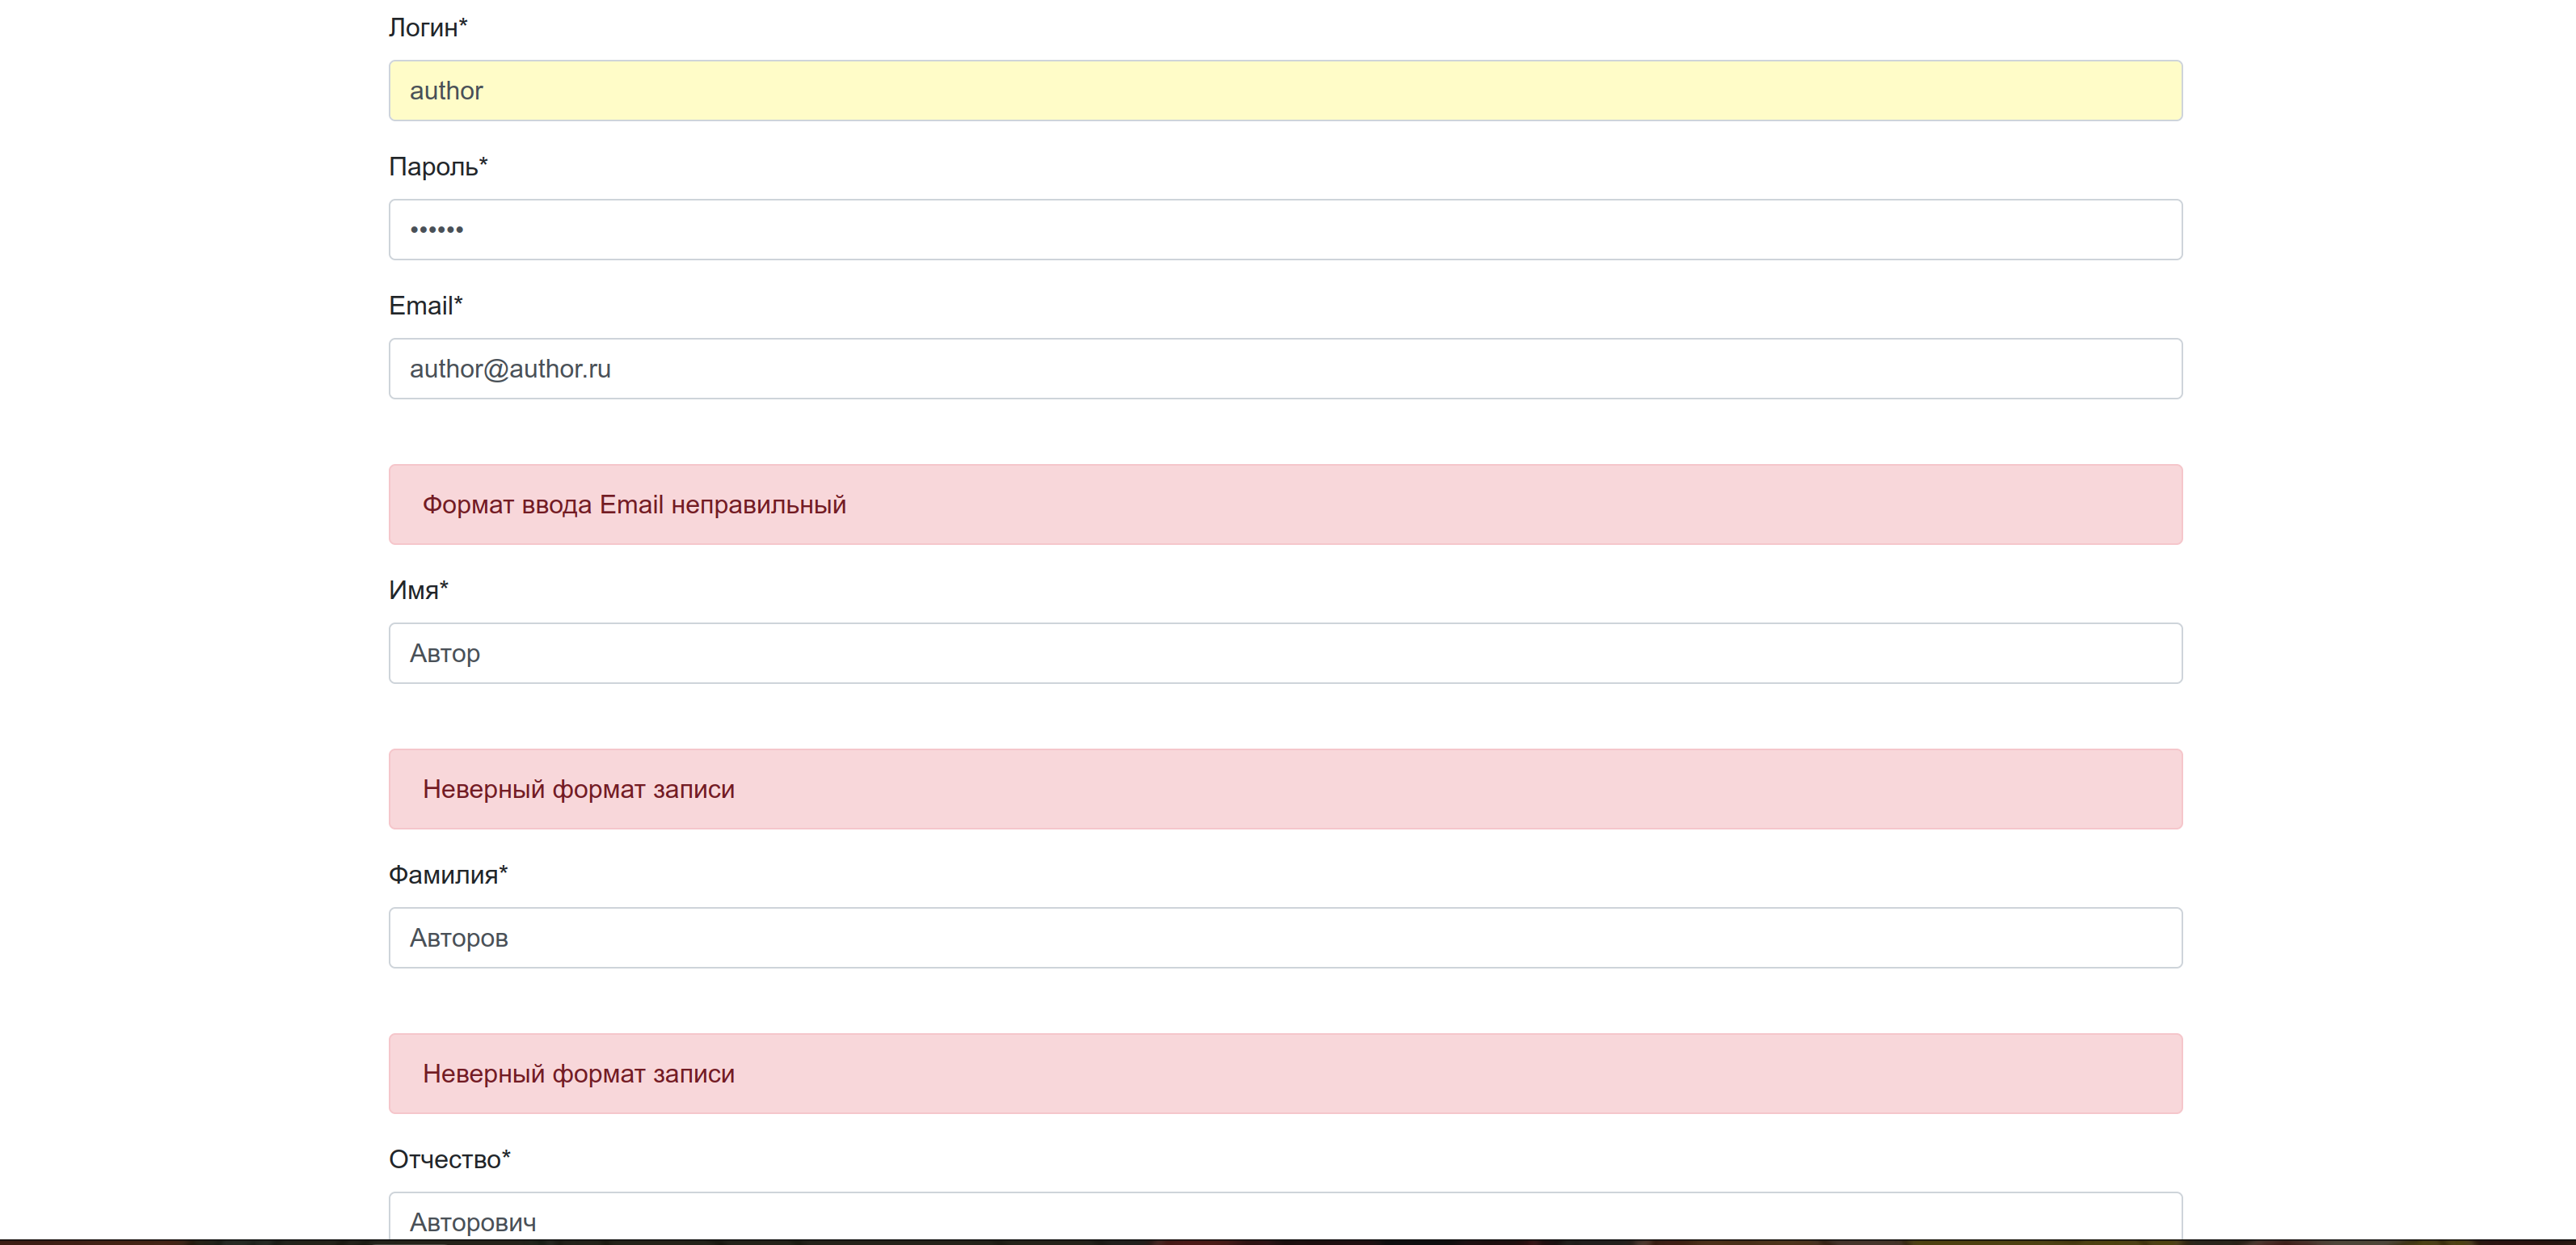 Логин*
author
Пароль*
••••••
Email*
author@author.ru
Формат ввода Email неправильный
Имя*
Автор
Неверный формат записи
Фамилия*
Авторов
Неверный формат записи
Отчество*
Авторович